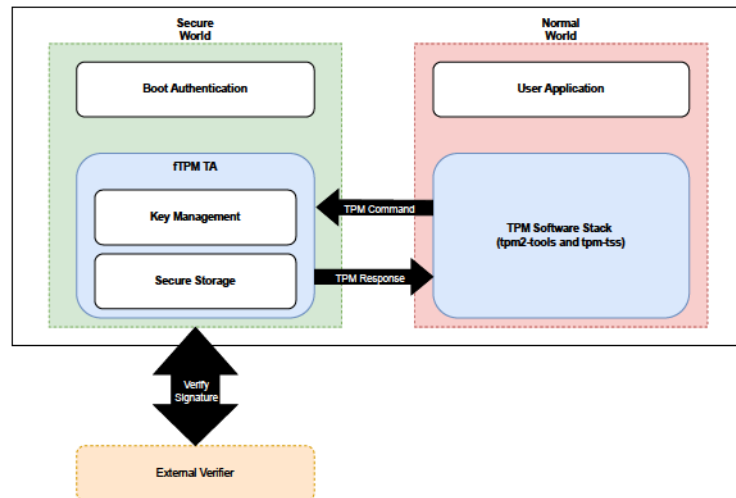 Secure
World
Normal
World
Boot Authentication
User Application
fTPM TA
Key Management
Secure Storage
TPM Command
TPM Response
TPM Software Stack
(tpm2-tools and tpm-tss)
Verify
Signature
External Verifier